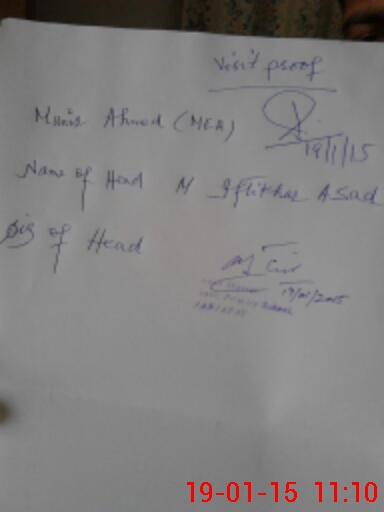 Visit proof
Munir Ahmed (MEA)
19/1/15
Name of Head M Iftikhar Asad
Sig of Head
19/01/2015
19-01-15 11:10